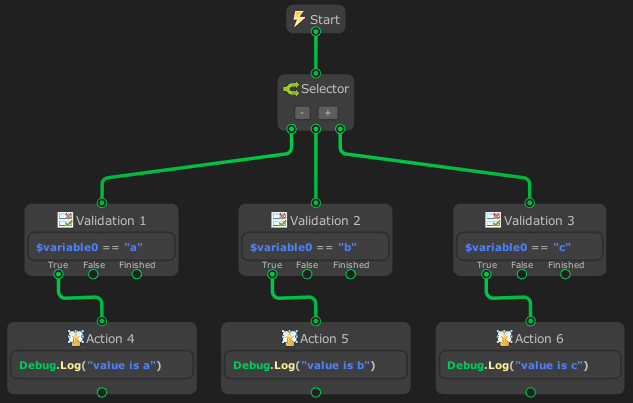 Start
Selector
- +
Validation 1
$variable0 == "a"
True False Finished
Validation 2
$variable0 == "b"
True False Finished
Validation 3
$variable0 == "c"
True False Finished
Action 4
Debug.Log("value is a")
Action 5
Debug.Log("value is b")
Action 6
Debug.Log("value is c")